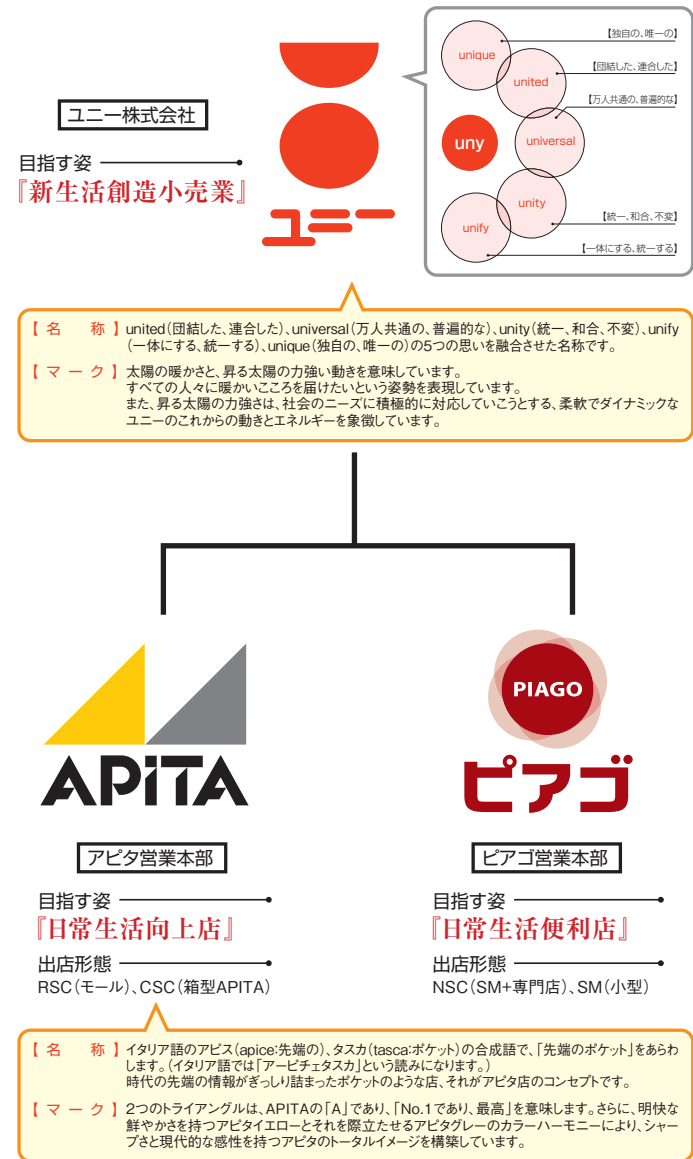 unique
【独自の、唯一の】
united
【団結した、連合した】
【万人共通の、普遍的な】
uny
universal
unity
【統一、和合、不変】
unify
【一体にする、統一する】
ユニー株式会社
目指す姿
『新生活創造小売業』
ユニー
【名　称】united(団結した、連合した)、universal(万人共通の、普遍的な)、unity(統一、和合、不変)、unify
(一体にする、統一する)、unique(独自の、唯一の)の5つの思いを融合させた名称です。
【マーク】太陽の暖かさと、昇る太陽の力強い動きを意味しています。
すべての人々に暖かいこころを届けたいという姿勢を表現しています。
また、昇る太陽の力強さは、社会のニーズに積極的に対応していこうとする、柔軟でダイナミックな
ユニーのこれからの動きとエネルギーを象徴しています。
APiTA
アピタ営業本部
目指す姿
『日常生活向上店』
出店形態
RSC(モール)、CSC(箱型APITA)
PIAGO
ピアゴ
ピアゴ営業本部
目指す姿
『日常生活便利店』
出店形態
NSC(SM+専門店)、SM(小型)
【名　称】イタリア語のアピス(apice:先端の)、タスカ(tasca:ポケット)の合成語で、「先端のポケット」をあらわ
します。(イタリア語では「アーピチェタスカ」という読みになります。)
時代の先端の情報がぎっしり詰まったポケットのような店、それがアピタ店のコンセプトです。
【マーク】2つのトライアングルは、APITAの「A」であり、「No.1であり、最高」を意味します。さらに、明快な
鮮やかさを持つアピタイエローとそれを際立たせるアピタグレーのカラーハーモニーにより、シャー
プさと現代的な感性を持つアピタのトータルイメージを構築しています。